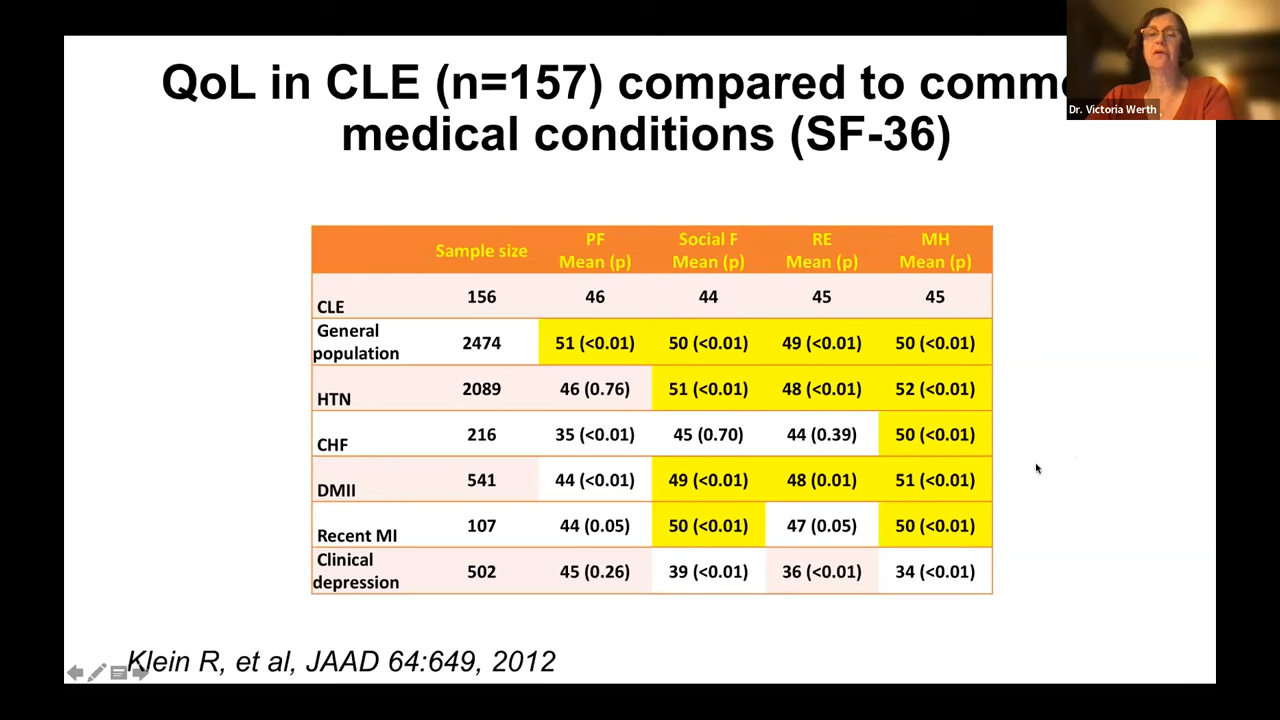 QoL in CLE (n=157) compared to
medical conditions (SF-36)
Dr. Victoria Werth
Sample size PF Mean (p) Social F Mean (p) RE Mean (p) MH Mean (p)
CLE 156 46 44 45 45
General population 2474 51 (<0.01) 50 (<0.01) 49 (<0.01) 50 (<0.01)
HTN 2089 46 (0.76) 51 (<0.01) 48 (<0.01) 52 (<0.01)
CHF 216 35 (<0.01) 45 (0.70) 44 (0.39) 50 (<0.01)
DMII 541 44 (<0.01) 49 (<0.01) 48 (0.01) 51 (<0.01)
Recent MI 107 44 (0.05) 50 (<0.01) 47 (0.05) 50 (<0.01)
Clinical depression 502 45 (0.26) 39 (<0.01) 36 (<0.01) 34 (<0.01)
Klein R, et al, JAAD 64:649, 2012